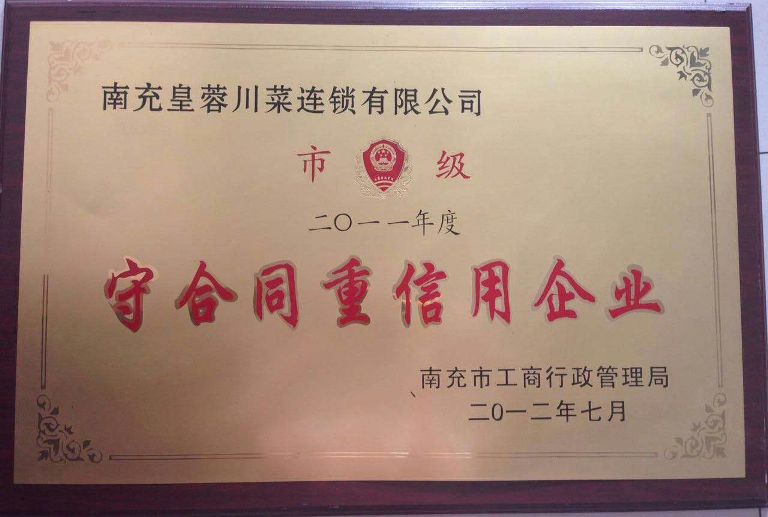 南充皇蓉川菜连锁有限公司
市 级
二〇一一年度
守合同重信用企业
南充市工商行政管理局
二0一二年七月